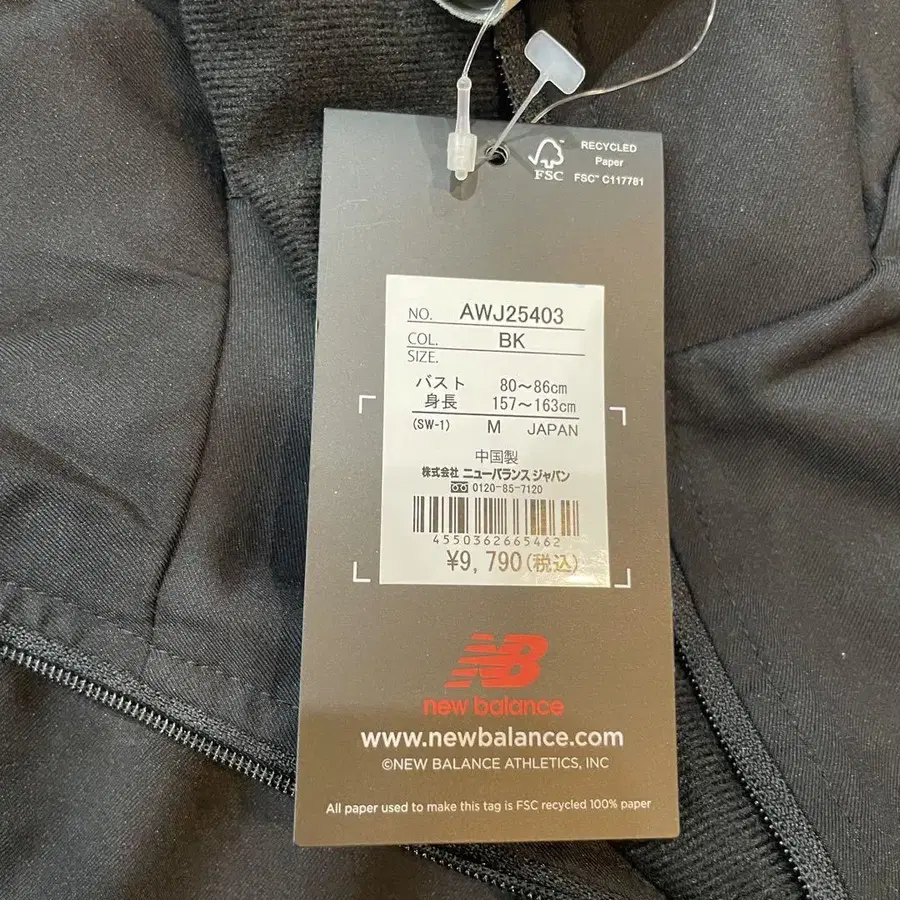 RECYCLED
Paper
FSC™ C117781
FSC
NO. AWJ25403
COL. BK
SIZE.
バスト 80～86cm
身長 157～163cm
(SW-1) M JAPAN
中国製
株式会社 ニューバランス ジャパン
0120-85-7120
4550362665462
¥9,790(税込)
NB
new balance
www.newbalance.com
©NEW BALANCE ATHLETICS, INC
All paper used to make this tag is FSC recycled 100% paper